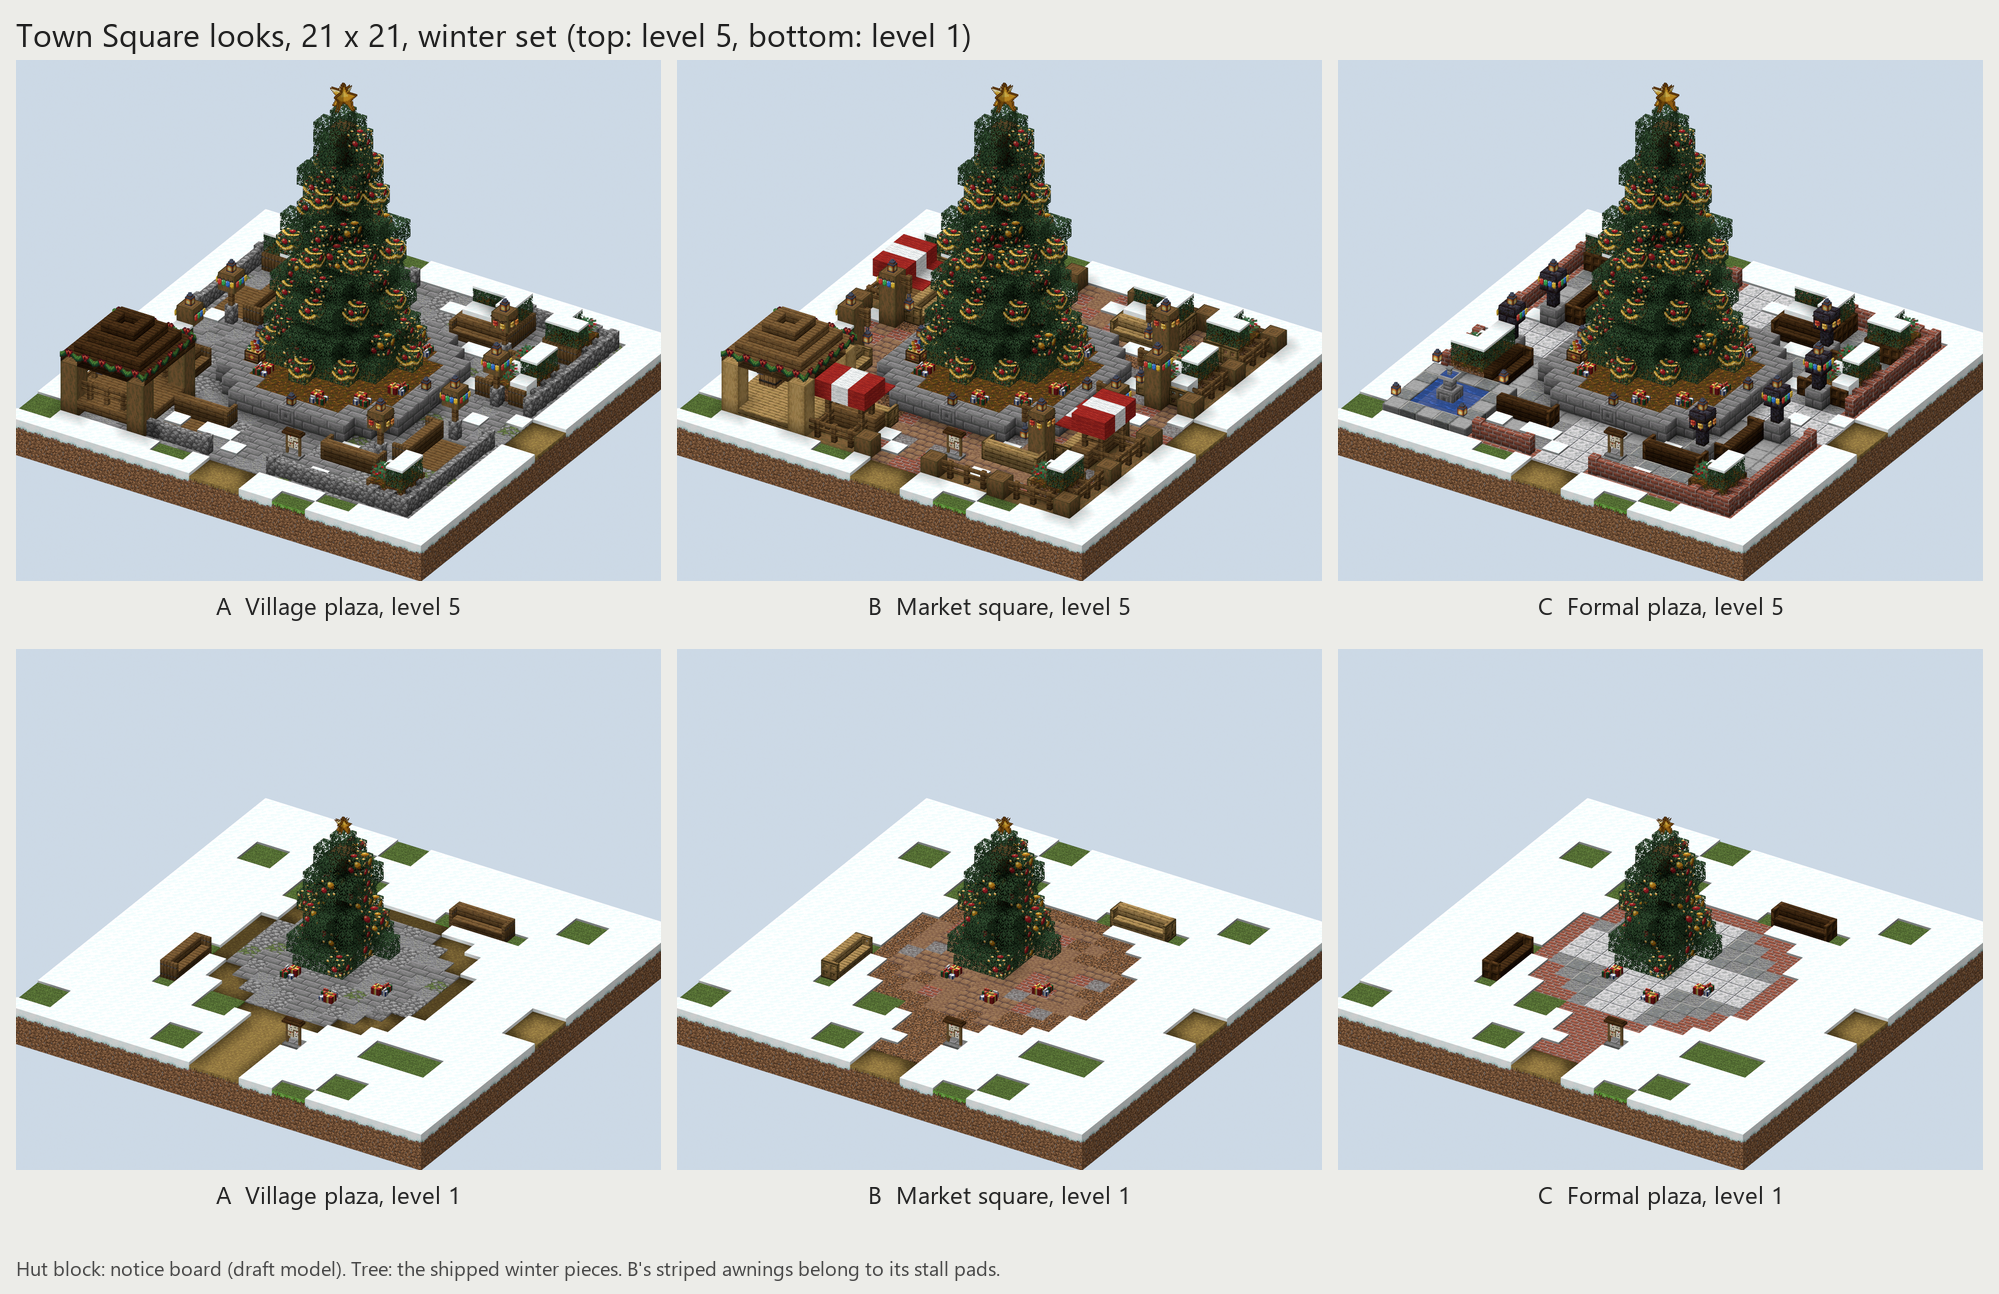 Town Square looks, 21 x 21, winter set (top: level 5, bottom: level 1)
A Village plaza, level 5
B Market square, level 5
C Formal plaza, level 5
A Village plaza, level 1
B Market square, level 1
C Formal plaza, level 1
Hut block: notice board (draft model). Tree: the shipped winter pieces. B's striped awnings belong to its stall pads.